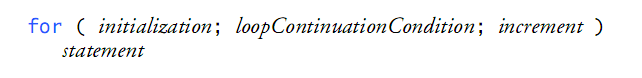 for ( initialization; loopContinuationCondition; increment )
statement